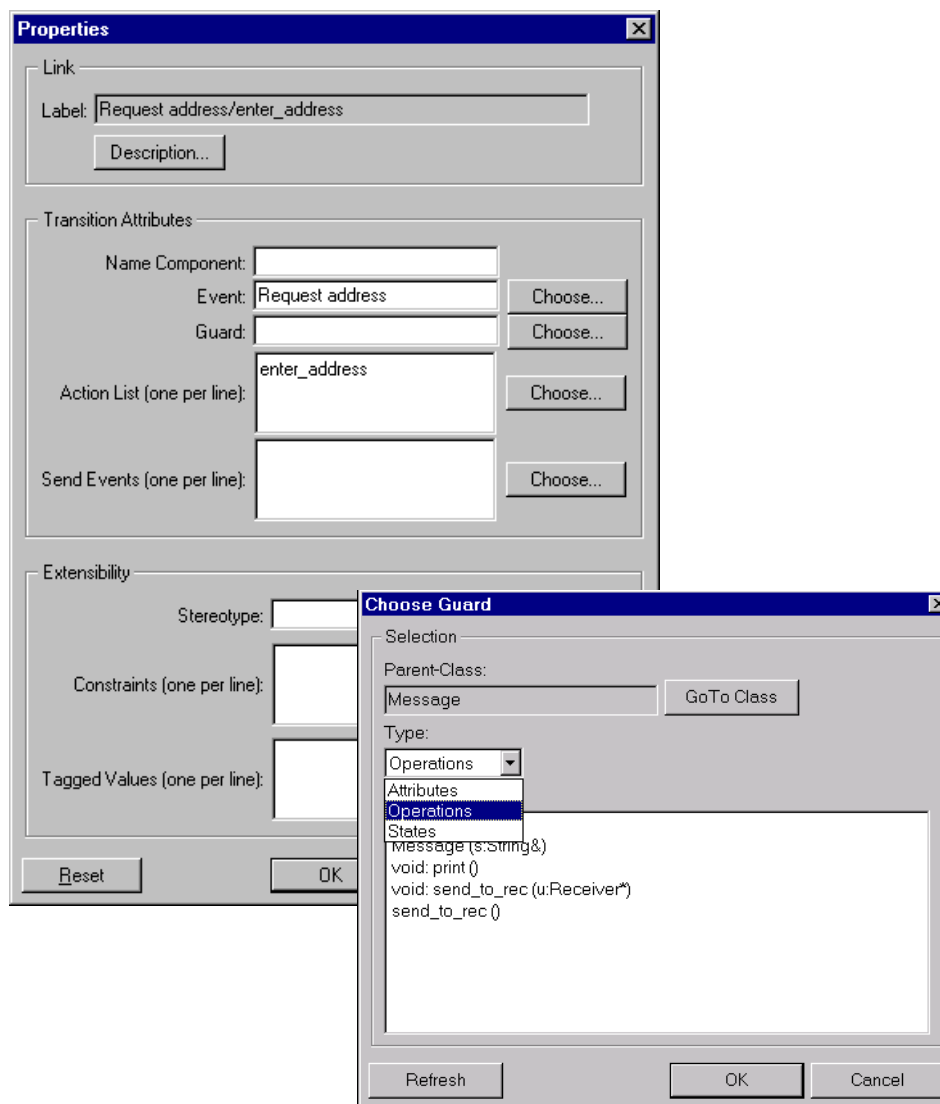 Properties
Link
Label: Request address/enter_address
Description...
Transition Attributes
Name Component:
Event: Request address Choose...
Guard: Choose...
enter_address
Action List (one per line): Choose...
Send Events (one per line): Choose...
Extensibility
Stereotype:
Constraints (one per line):
Tagged Values (one per line):
Reset OK
Choose Guard
Selection
Parent-Class:
Message GoTo Class
Type:
Operations
Attributes
Operations
States
Message (s:String&)
void: print ()
void: send_to_rec (u:Receiver*)
send_to_rec ()
Refresh OK Cancel